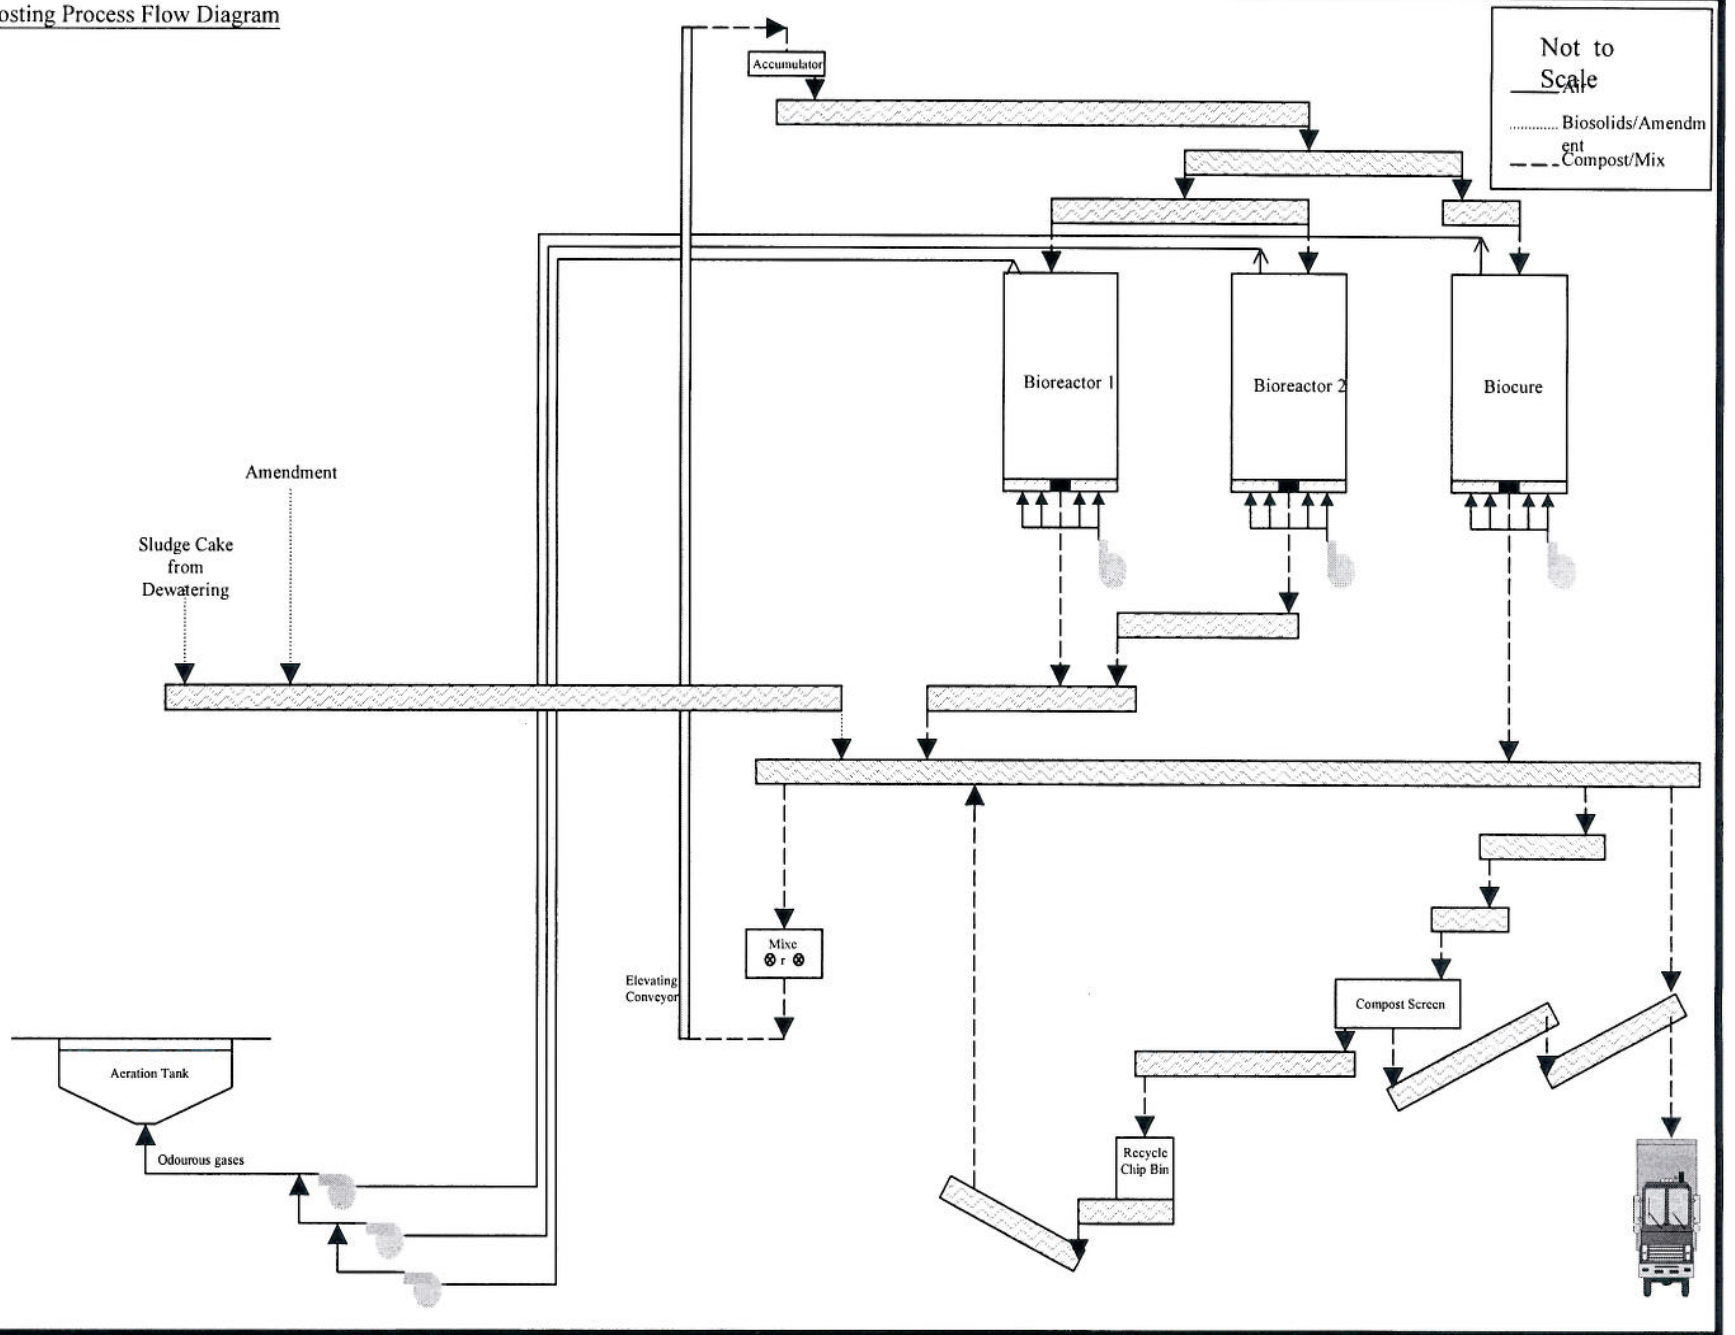 osting Process Flow Diagram
Not to
Scale
Air
Biosolids/Amendm
ent
Compost/Mix
Accumulator
Bioreactor 1
Bioreactor 2
Biocure
Amendment
Sludge Cake
from
Dewatering
Mixe
r
Elevating
Conveyor
Compost Screen
Aeration Tank
Recycle
Chip Bin
Odourous gases